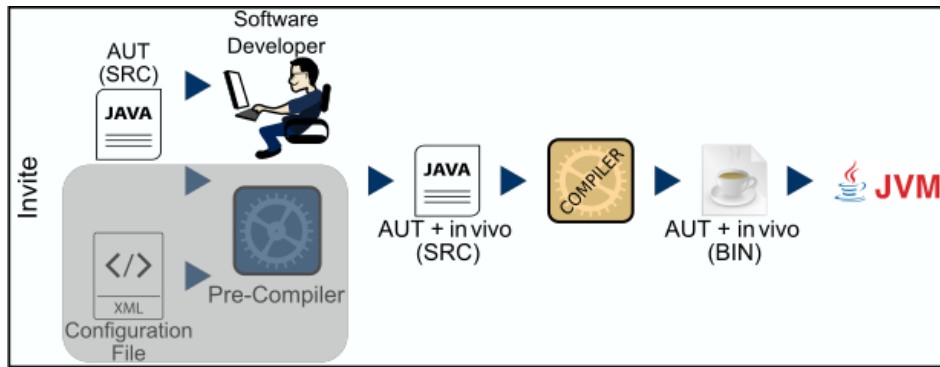 Invite
AUT
(SRC)
JAVA
Software
Developer
</>
XML
Configuration
File
Pre-Compiler
JAVA
AUT + in vivo
(SRC)
COMPILER
AUT + in vivo
(BIN)
JVM